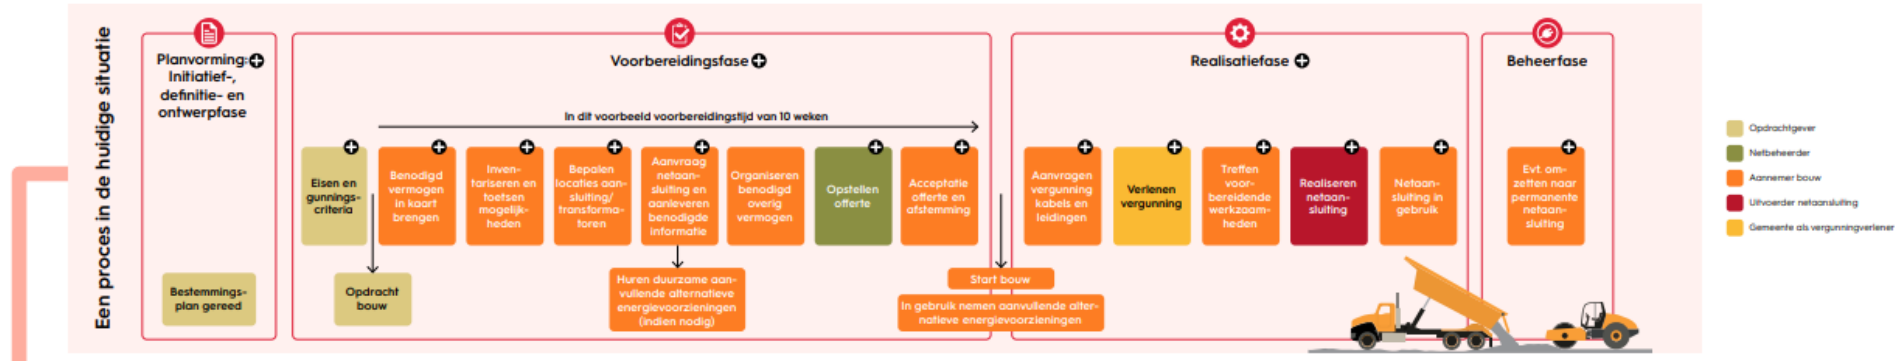 Een proces in de huidige situatie
Planvorming:
Initiatief-,
definitie- en
ontwerpfase
Bestemmings-
plan gereed
Voorbereidingsfase
In dit voorbeeld voorbereidingstijd van 10 weken
Eisen en
gunnings-
criteria
Opdracht
bouw
Benodigd
vermogen
in kaart
brengen
Inven-
tariseren en
toetsen
mogelijk-
heden
Bepalen
locaties aan-
sluiting/
transforma-
toren
Aanvraag
netaan-
sluiting en
aanleveren
benodigde
informatie
Huren duurzame aan-
vullende alternatieve
energievoorzieningen
(indien nodig)
Organiseren
benodigd
overig
vermogen
Opstellen
offerte
Acceptatie
offerte en
afstemming
Start bouw
In gebruik nemen aanvullende alter-
natieve energievoorzieningen
Realisatiefase
Aanvragen
vergunning
kabels en
leidingen
Verlenen
vergunning
Treffen
voor-
bereidende
werkzaam-
heden
Realiseren
netaan-
sluiting
Netaan-
sluiting in
gebruik
Beheerfase
Evt. om-
zetten naar
permanente
netaan-
sluiting
Opdrachtgever
Netbeheerder
Aannemer bouw
Uitvoerder netaansluiting
Gemeente als vergunningverlener